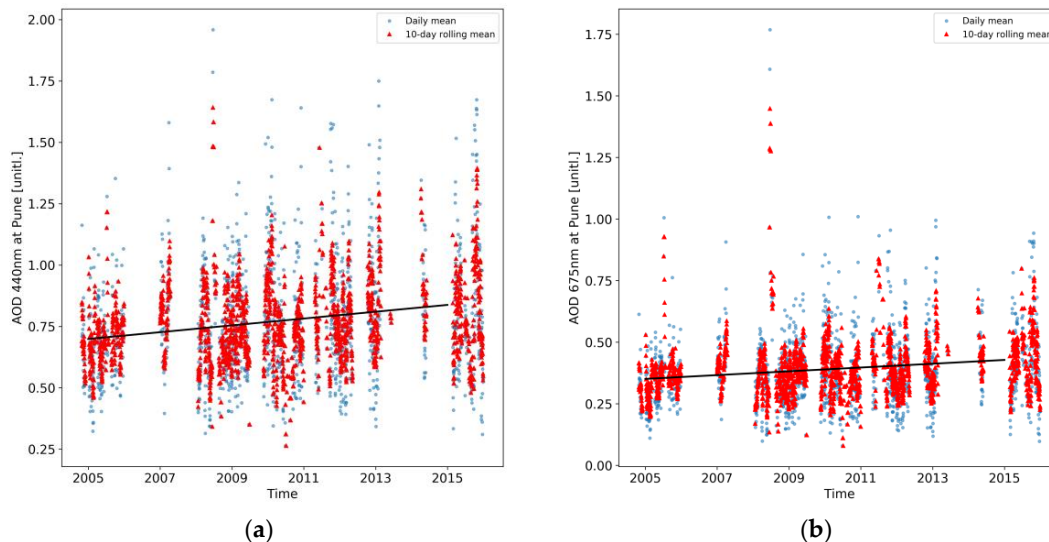 2.00
1.75
1.50
1.25
1.00
0.75
0.50
0.25
AOD 440nm at Pune [unitl.]
Daily mean
10-day rolling mean
2005 2007 2009 2011 2013 2015
Time
(a)
1.75
1.50
1.25
1.00
0.75
0.50
0.25
0.00
AOD 675nm at Pune [unitl.]
Daily mean
10-day rolling mean
2005 2007 2009 2011 2013 2015
Time
(b)